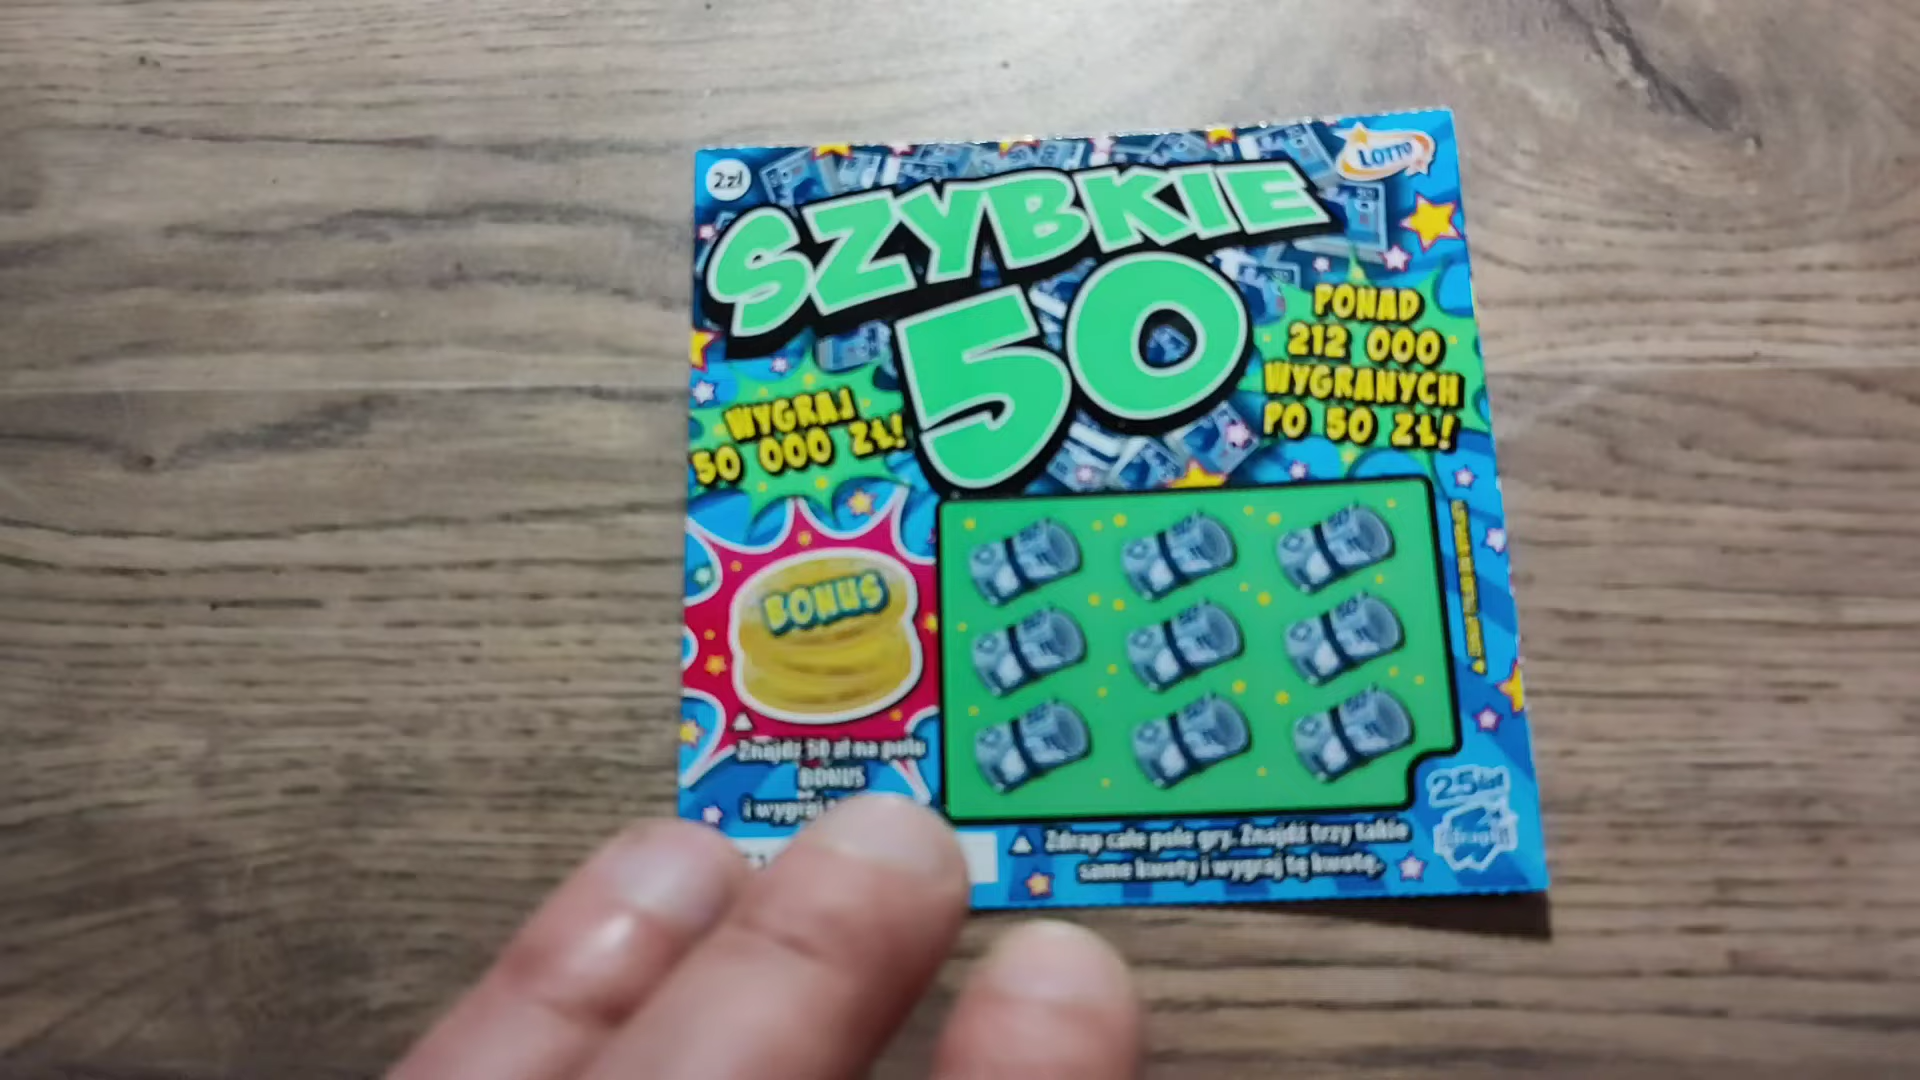 2zł
LOTTO
SZYBKIE
50
PONAD
212 000
WYGRANYCH
PO 50 ZŁ!
WYGRAJ
50 000 ZŁ!
BONUS
Znajdź 50 zł na polu
BONUS
i wygraj
25 lat
Zdrap całe pole gry. Znajdź trzy takie
same kwoty i wygraj tę kwotę.